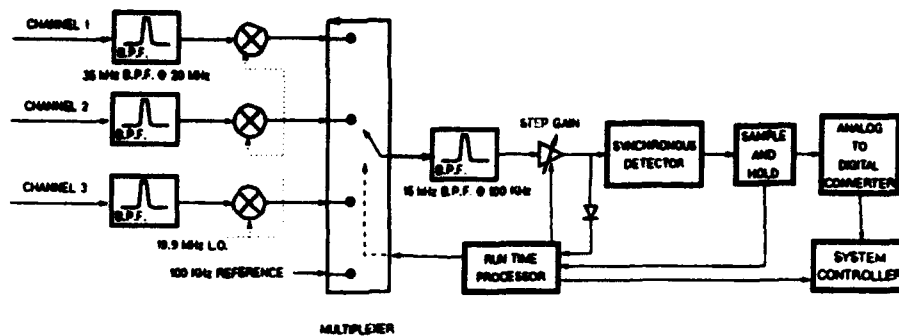 CHANNEL 1
B.P.F.
35 kHz B.P.F. @ 20 MHz
CHANNEL 2
B.P.F.
CHANNEL 3
B.P.F.
19.9 MHz L.O.
100 KHz REFERENCE
MULTIPLEXER
B.P.F.
15 kHz B.P.F. @ 100 KHz
STEP GAIN
SYNCHRONOUS
DETECTOR
SAMPLE
AND
HOLD
ANALOG
TO
DIGITAL
CONVERTER
RUN TIME
PROCESSOR
SYSTEM
CONTROLLER